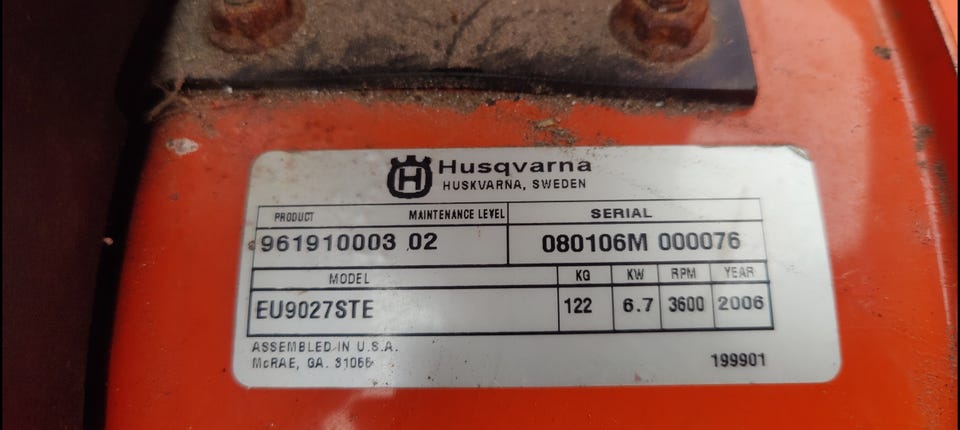 H Husqvarna
HUSKVARNA, SWEDEN
PRODUCT MAINTENANCE LEVEL SERIAL
961910003 02 080106M 000076
MODEL KG KW RPM YEAR
EU9027STE 122 6.7 3600 2006
ASSEMBLED IN U.S.A.
McRAE, GA. 31055 199901